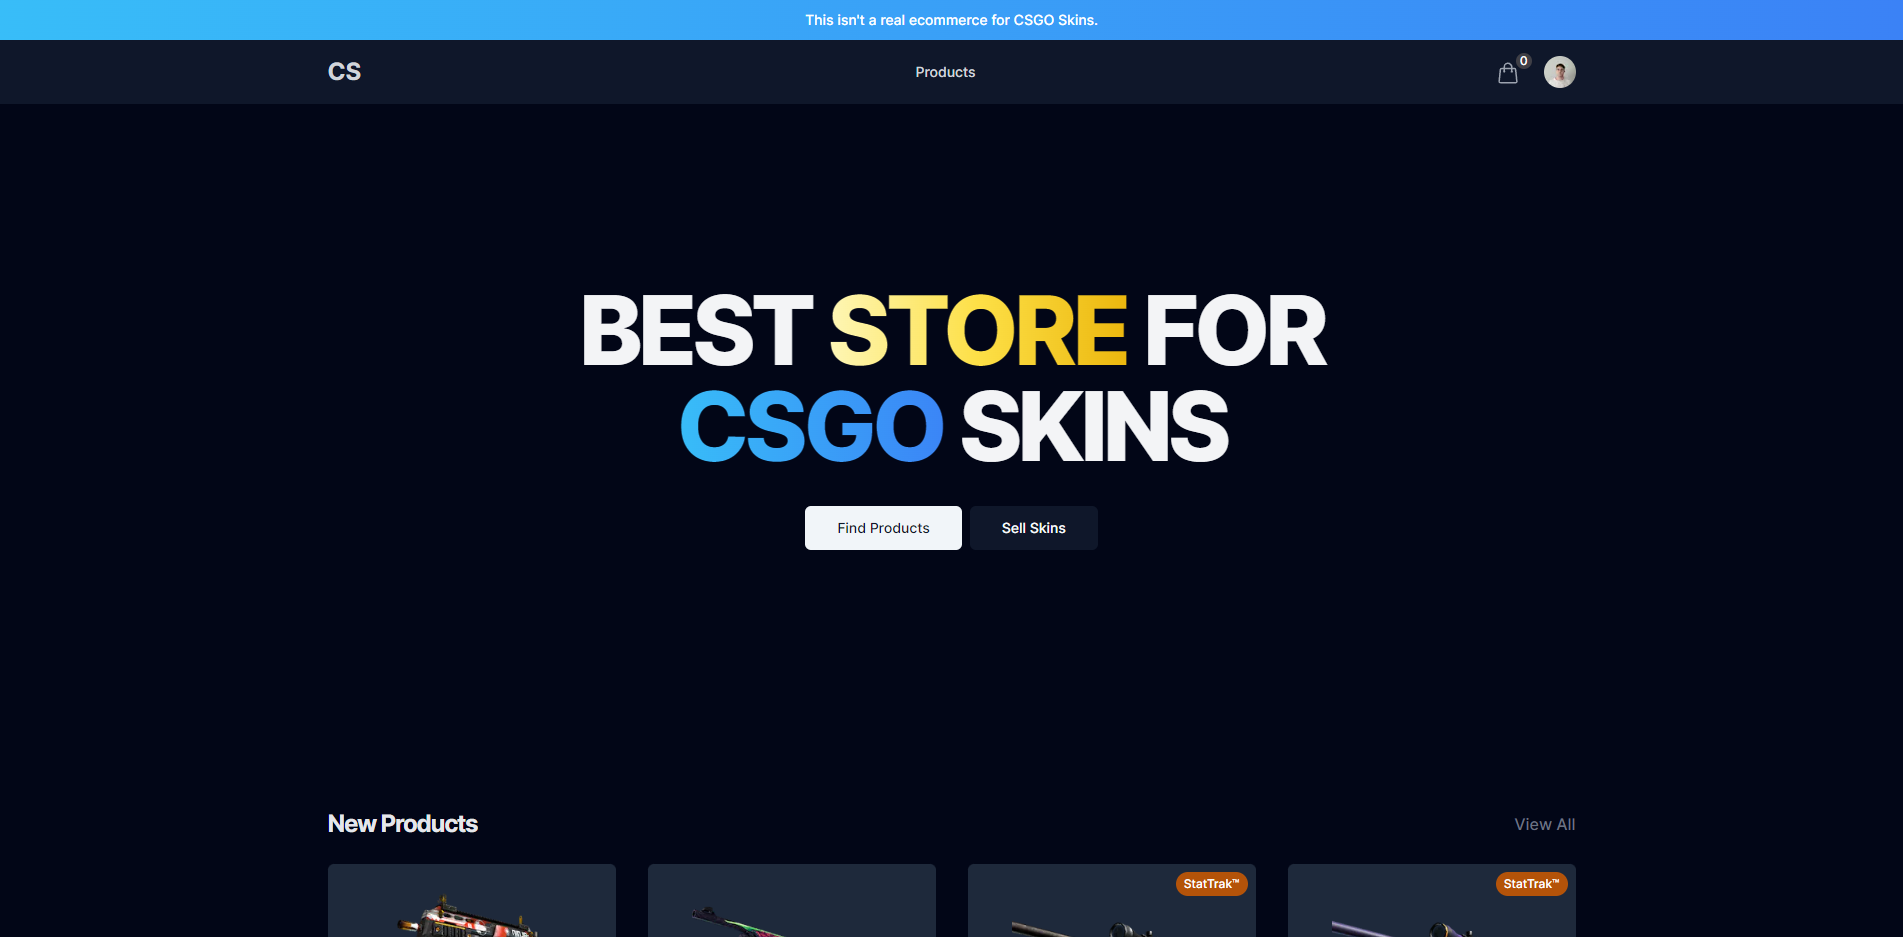 This isn't a real ecommerce for CSGO Skins.
CS
Products
0
BEST STORE FOR
CSGO SKINS
Find Products
Sell Skins
New Products
View All
StatTrak™
StatTrak™